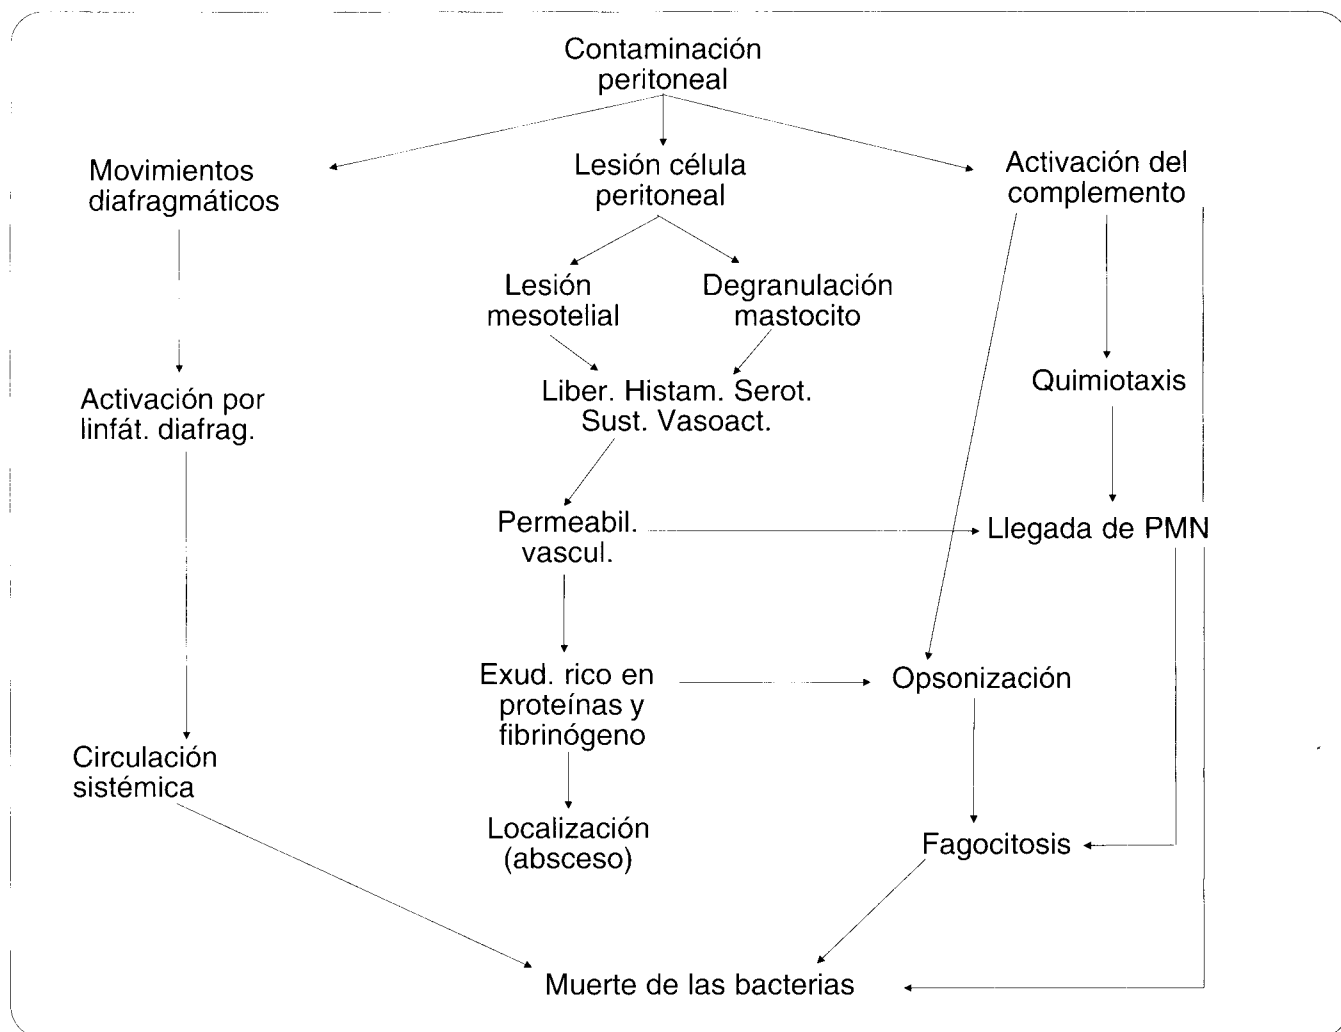 Contaminación
peritoneal
Movimientos
diafragmáticos
Lesión célula
peritoneal
Activación del
complemento
Lesión
mesotelial
Degranulación
mastocito
Quimiotaxis
Activación por
linfát. diafrag.
Liber. Histam. Serot.
Sust. Vasoact.
Permeabil.
vascul.
Llegada de PMN
Exud. rico en
proteínas y
fibrinógeno
Opsonización
Circulación
sistémica
Localización
(absceso)
Fagocitosis
Muerte de las bacterias